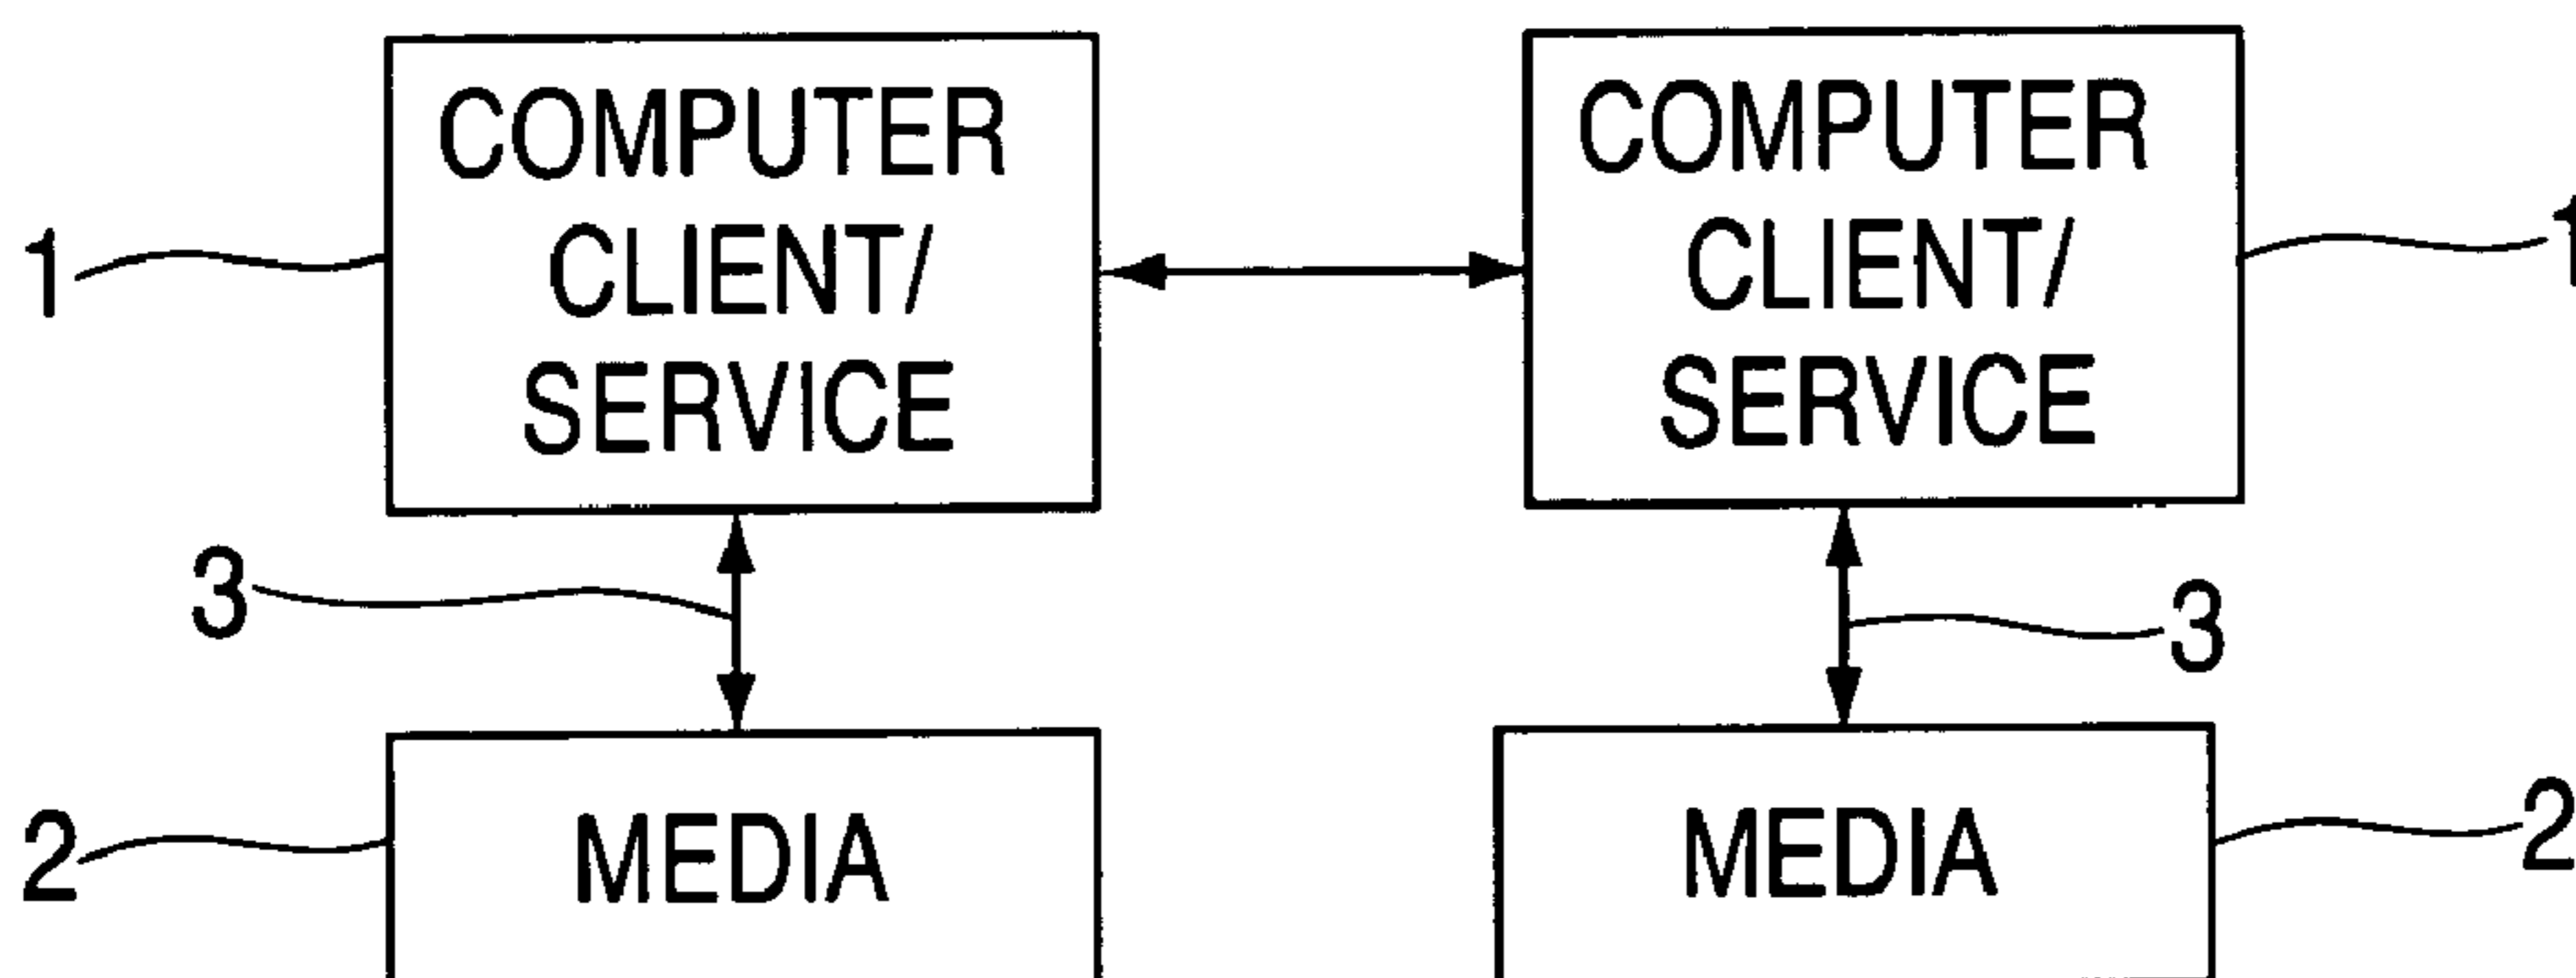 COMPUTER
CLIENT/
SERVICE
COMPUTER
CLIENT/
SERVICE
1
1
3
3
MEDIA
MEDIA
2
2